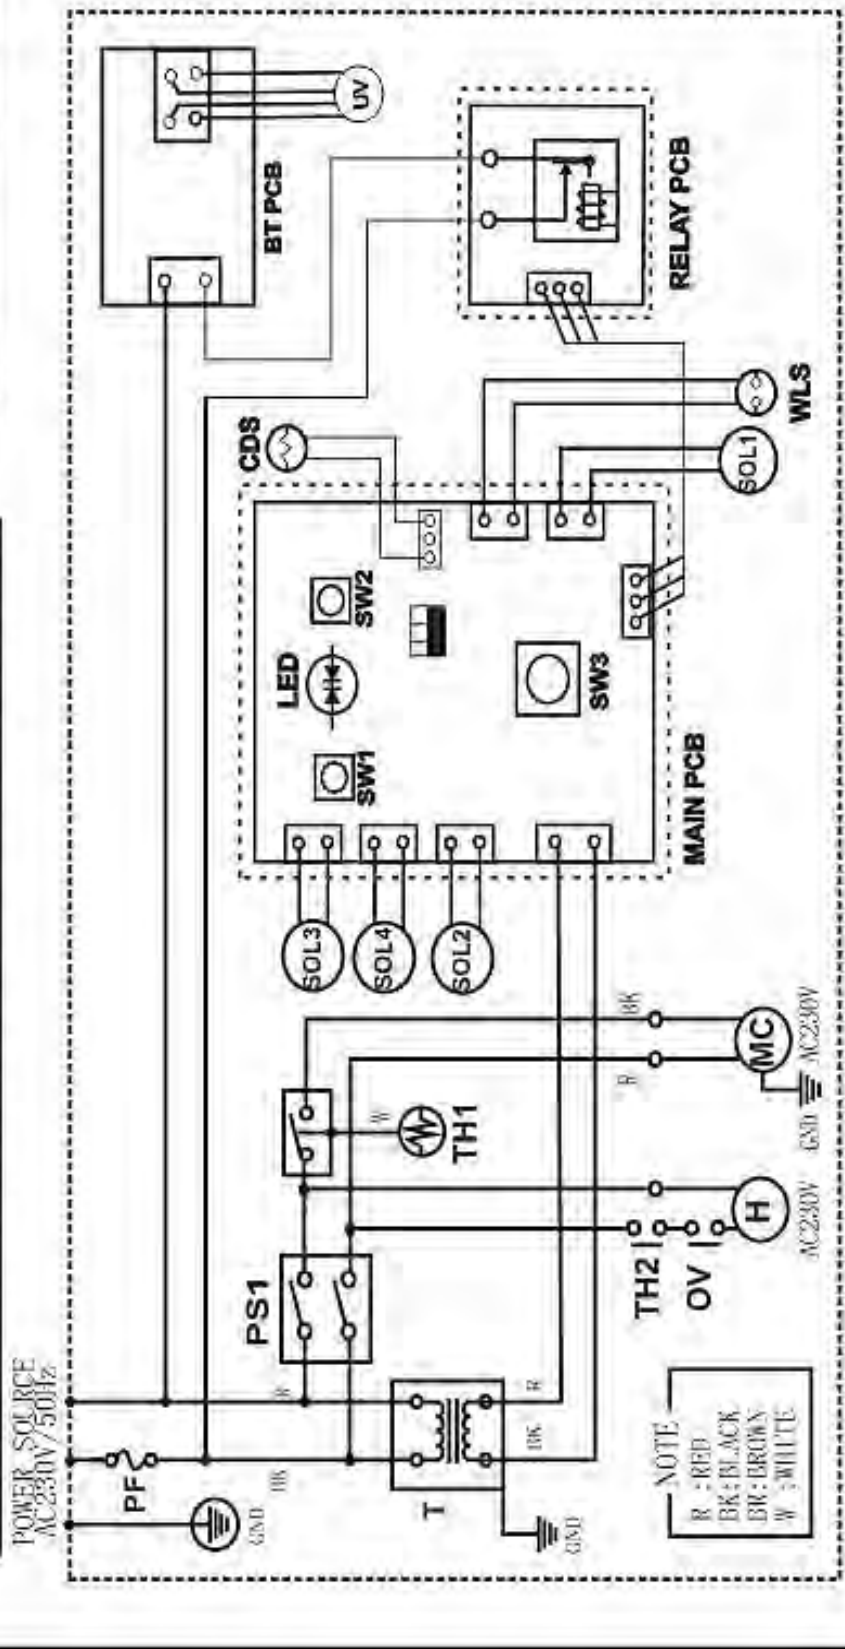 POWER SOURCE
AC230V/50Hz
PF
GND
R
BK
T
R
BK
GND
PS1
TH1
W
TH2
OV
H
AC230V
R
BK
MC
GND
AC230V
SOL3
SOL4
SOL2
MAIN PCB
SW1
LED
SW2
SW3
CDS
SOL1
WLS
BT PCB
UV
RELAY PCB
NOTE
R : RED
BK: BLACK
BR: BROWN
W : WHITE